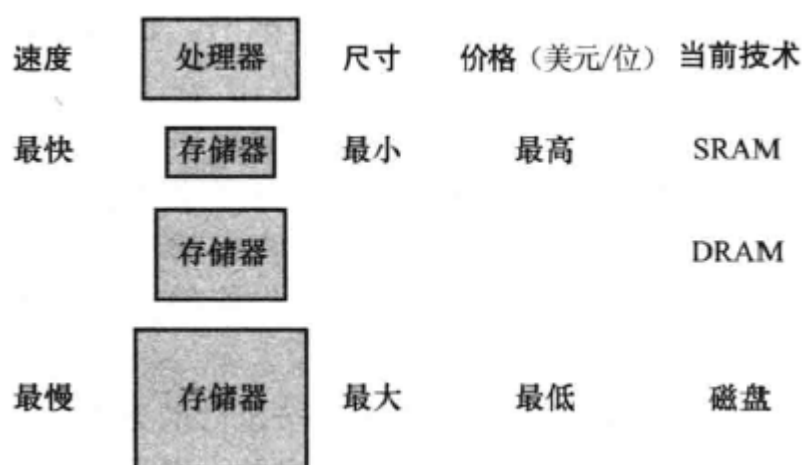 速度 处理器 尺寸 价格（美元/位） 当前技术
最快 存储器 最小 最高 SRAM
存储器 DRAM
最慢 存储器 最大 最低 磁盘